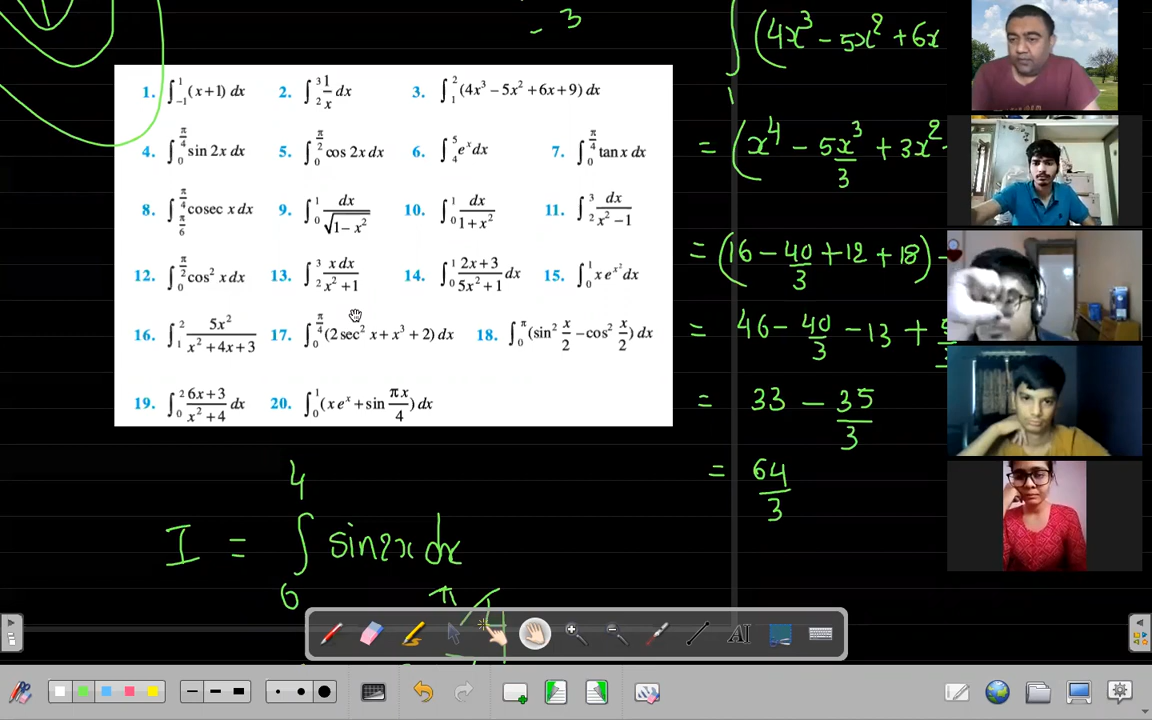 - 3
1. ∫_{-1}^{1} (x+1) dx 2. ∫_{2}^{3} 1/x dx 3. ∫_{1}^{2} (4x³ – 5x² + 6x + 9) dx
4. ∫_{0}^{π/4} sin 2x dx 5. ∫_{0}^{π/2} cos 2x dx 6. ∫_{4}^{5} eˣ dx 7. ∫_{0}^{π/4} tan x dx
8. ∫_{π/6}^{π/4} cosec x dx 9. ∫_{0}^{1} dx/√(1–x²) 10. ∫_{0}^{1} dx/(1+x²) 11. ∫_{2}^{3} dx/(x²–1)
12. ∫_{0}^{π/2} cos² x dx 13. ∫_{2}^{3} x dx/(x²+1) 14. ∫_{0}^{1} (2x+3)/(5x²+1) dx 15. ∫_{0}^{1} x e^{x²} dx
16. ∫_{1}^{2} 5x²/(x²+4x+3) 17. ∫_{0}^{π/4} (2 sec² x + x³ + 2) dx 18. ∫_{0}^{π} (sin² x/2 – cos² x/2) dx
19. ∫_{0}^{2} (6x+3)/(x²+4) dx 20. ∫_{0}^{1} (x eˣ + sin πx/4) dx
I = ∫_{0}^{4} sin2x dx
π
∫_{1} (4x³ – 5x² + 6x
= (x⁴ – 5x³/3 + 3x²
= (16 – 40/3 + 12 + 18) –
= 46 – 40/3 – 13 +
= 33 – 35/3
= 64/3
AI